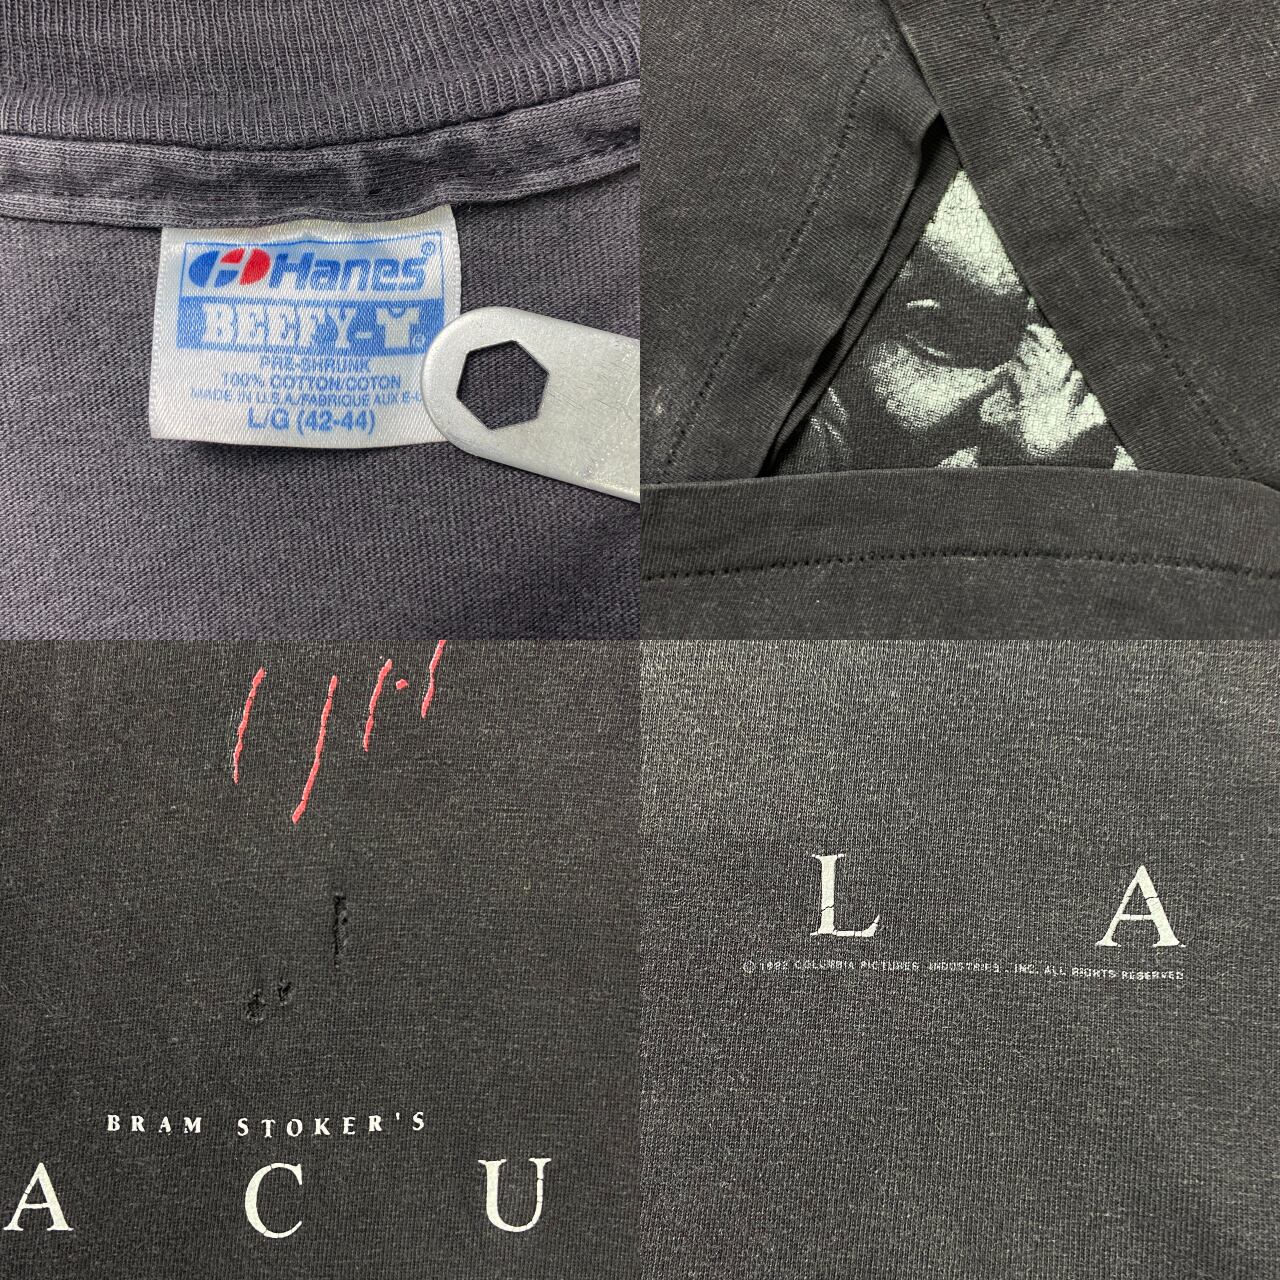 Hanes®
BEEFY-T
PRE-SHRUNK
100% COTTON/COTON
MADE IN U.S.A./FABRIQUE AUX E-U
L/G (42-44)
BRAM STOKER'S
A C U
L A
© 1992 COLUMBIA PICTURES INDUSTRIES, INC. ALL RIGHTS RESERVED